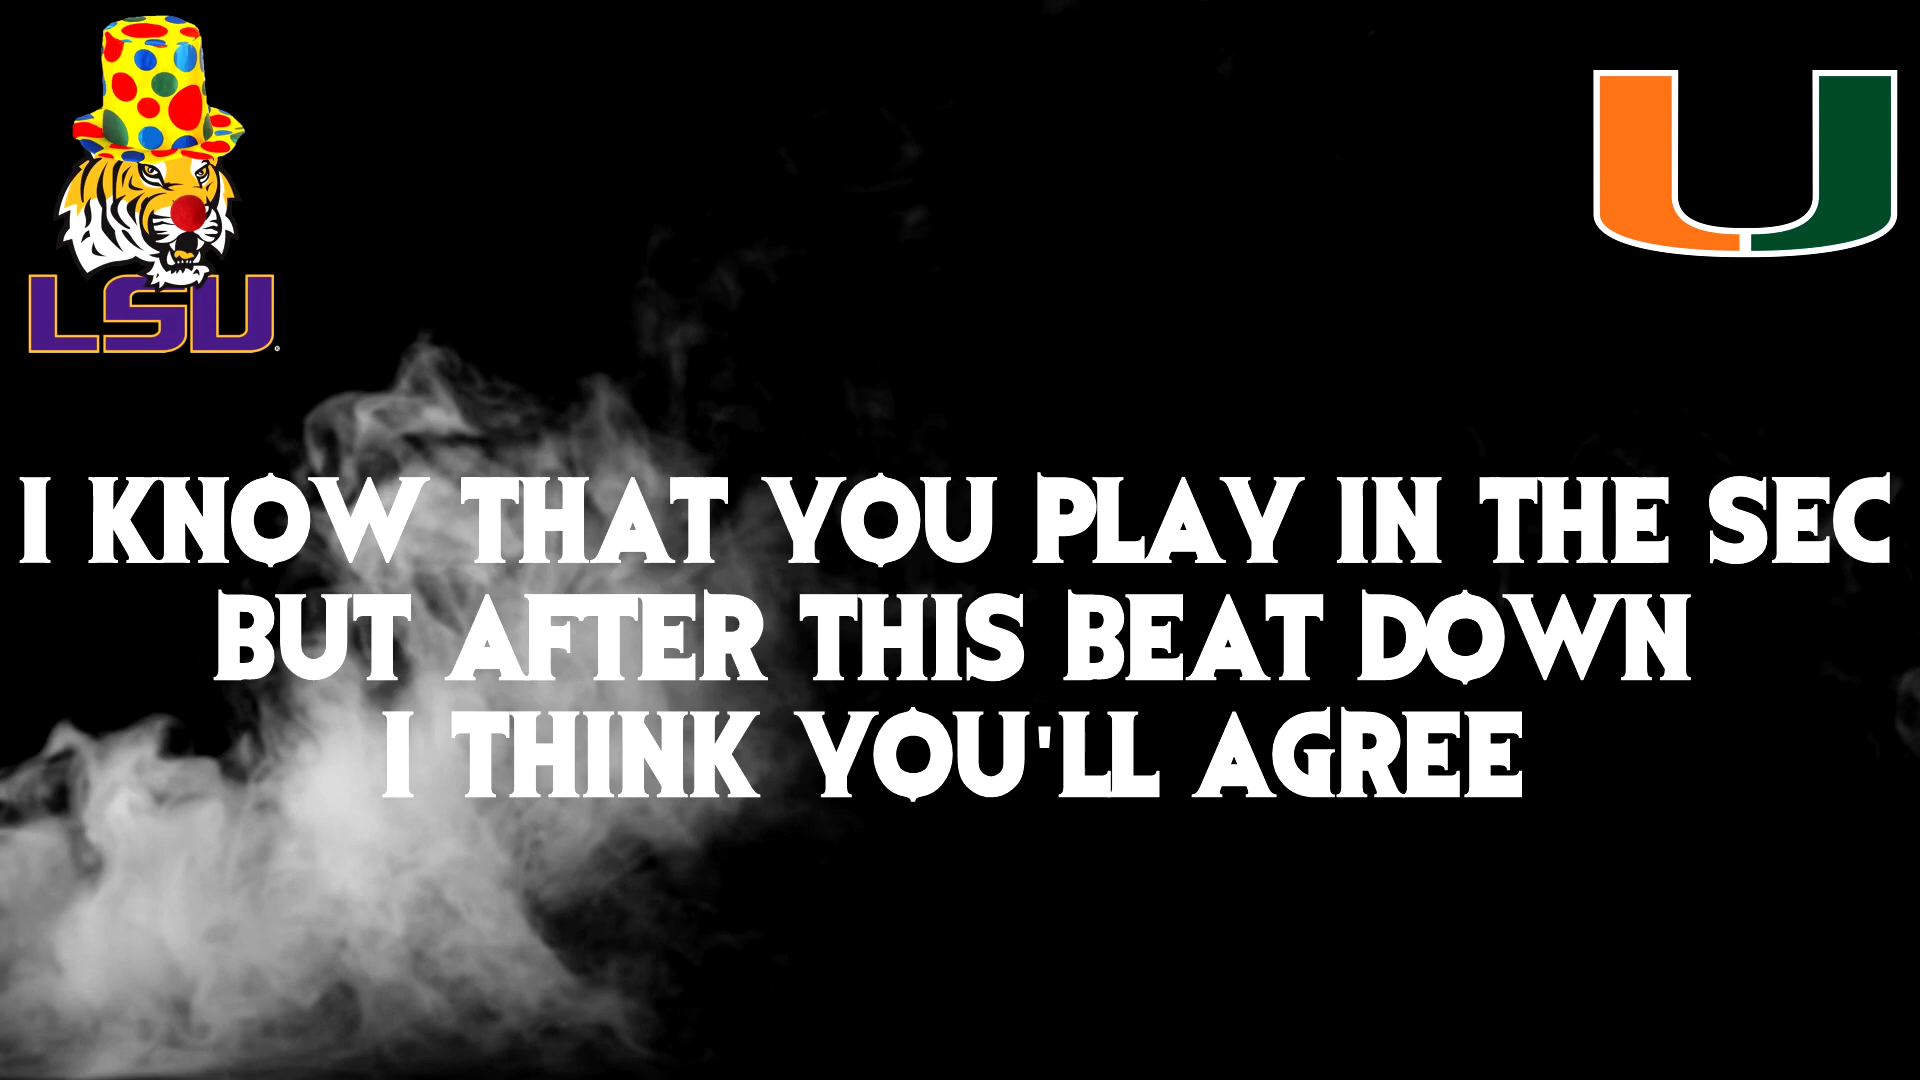 LSU
U
I KNOW THAT YOU PLAY IN THE SEC
BUT AFTER THIS BEAT DOWN
I THINK YOU'LL AGREE